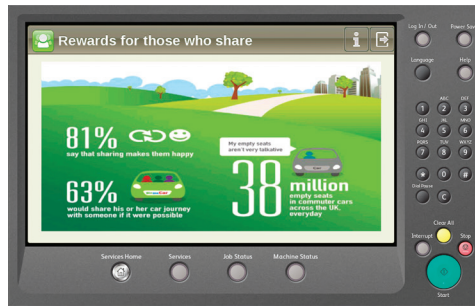 Rewards for those who share
i
81%
say that sharing makes them happy
63%
would share his or her car journey
with someone if it were possible
My empty seats
aren't very talkative
38
million
empty seats
in commuter cars
across the UK,
everyday
Services Home
Services
Job Status
Machine Status
Log In / Out
Power Save
Language
Help
ABC
DEF
1
2
3
GHI
JKL
MNO
4
5
6
PQRS
TUV
WXYZ
7
8
9
*
0
#
Dial Pause
C
Clear All
Interrupt
Stop
Start